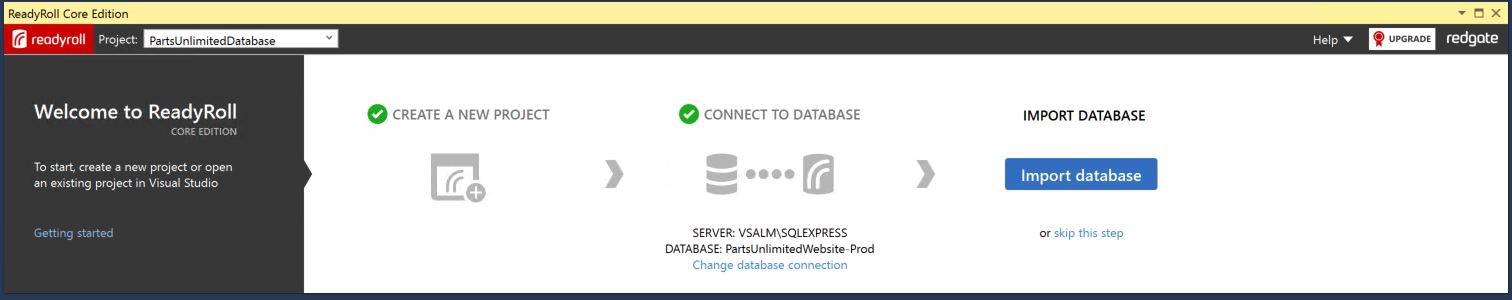 ReadyRoll Core Edition
readyroll Project: PartsUnlimitedDatabase Help UPGRADE redgate
Welcome to ReadyRoll
CORE EDITION
To start, create a new project or open
an existing project in Visual Studio
Getting started
CREATE A NEW PROJECT
CONNECT TO DATABASE
SERVER: VSALM\SQLEXPRESS
DATABASE: PartsUnlimitedWebsite-Prod
Change database connection
IMPORT DATABASE
Import database
or skip this step